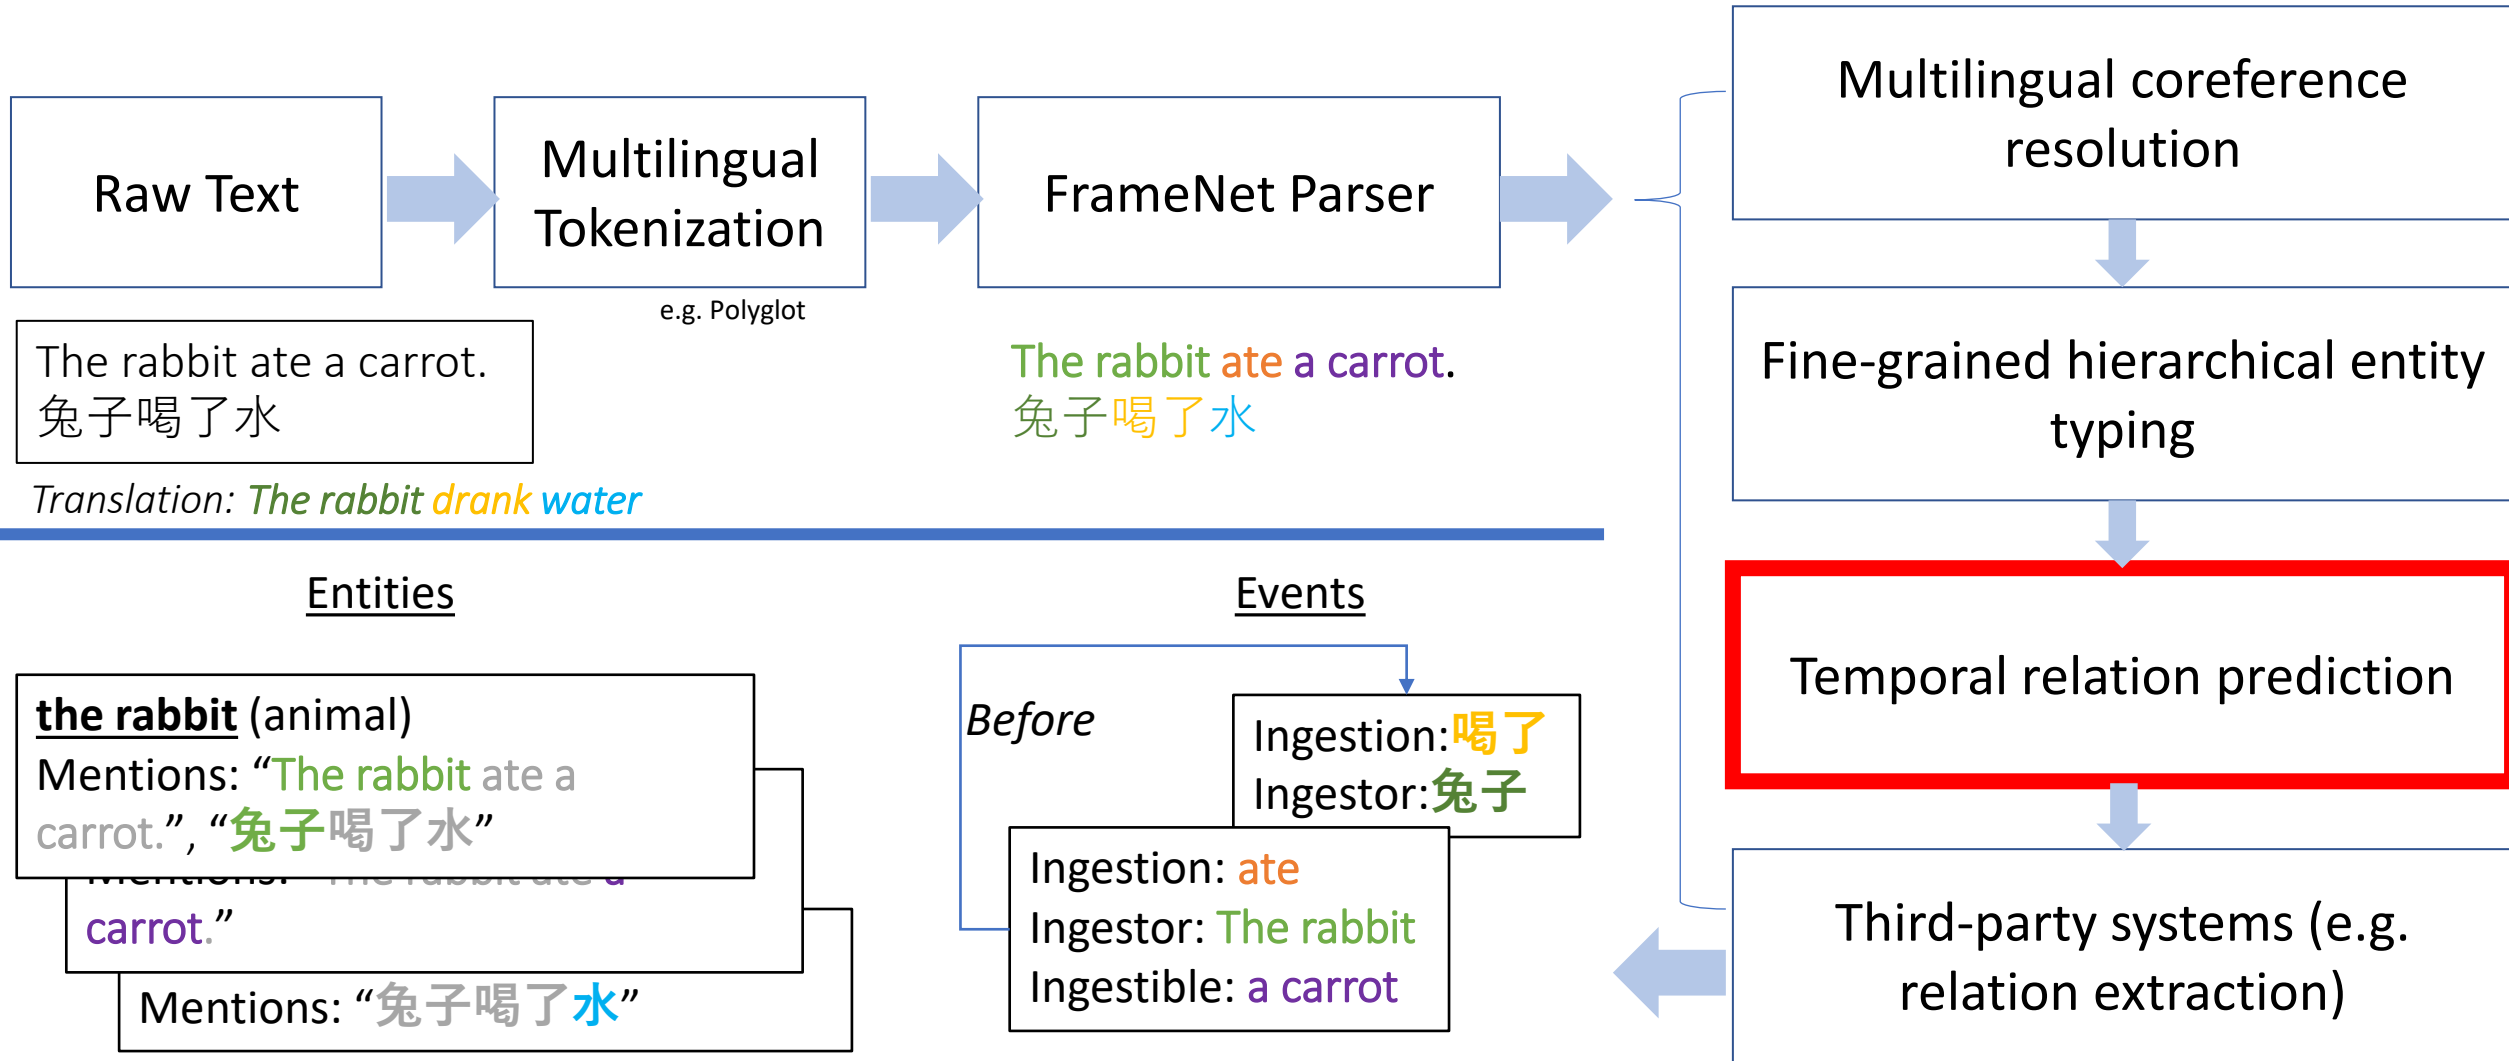 Raw Text
Multilingual
Tokenization
e.g. Polyglot
FrameNet Parser
The rabbit ate a carrot.
兔子喝了水
Translation: The rabbit drank water
The rabbit ate a carrot.
兔子喝了水
Multilingual coreference
resolution
Fine-grained hierarchical entity
typing
Temporal relation prediction
Third-party systems (e.g.
relation extraction)
Entities
the rabbit (animal)
Mentions: “The rabbit ate a
carrot.”, “兔子喝了水”
Mentions: “The rabbit ate a
carrot.”
Mentions: “兔子喝了水”
Events
Before
Ingestion:喝了
Ingestor:兔子
Ingestion: ate
Ingestor: The rabbit
Ingestible: a carrot